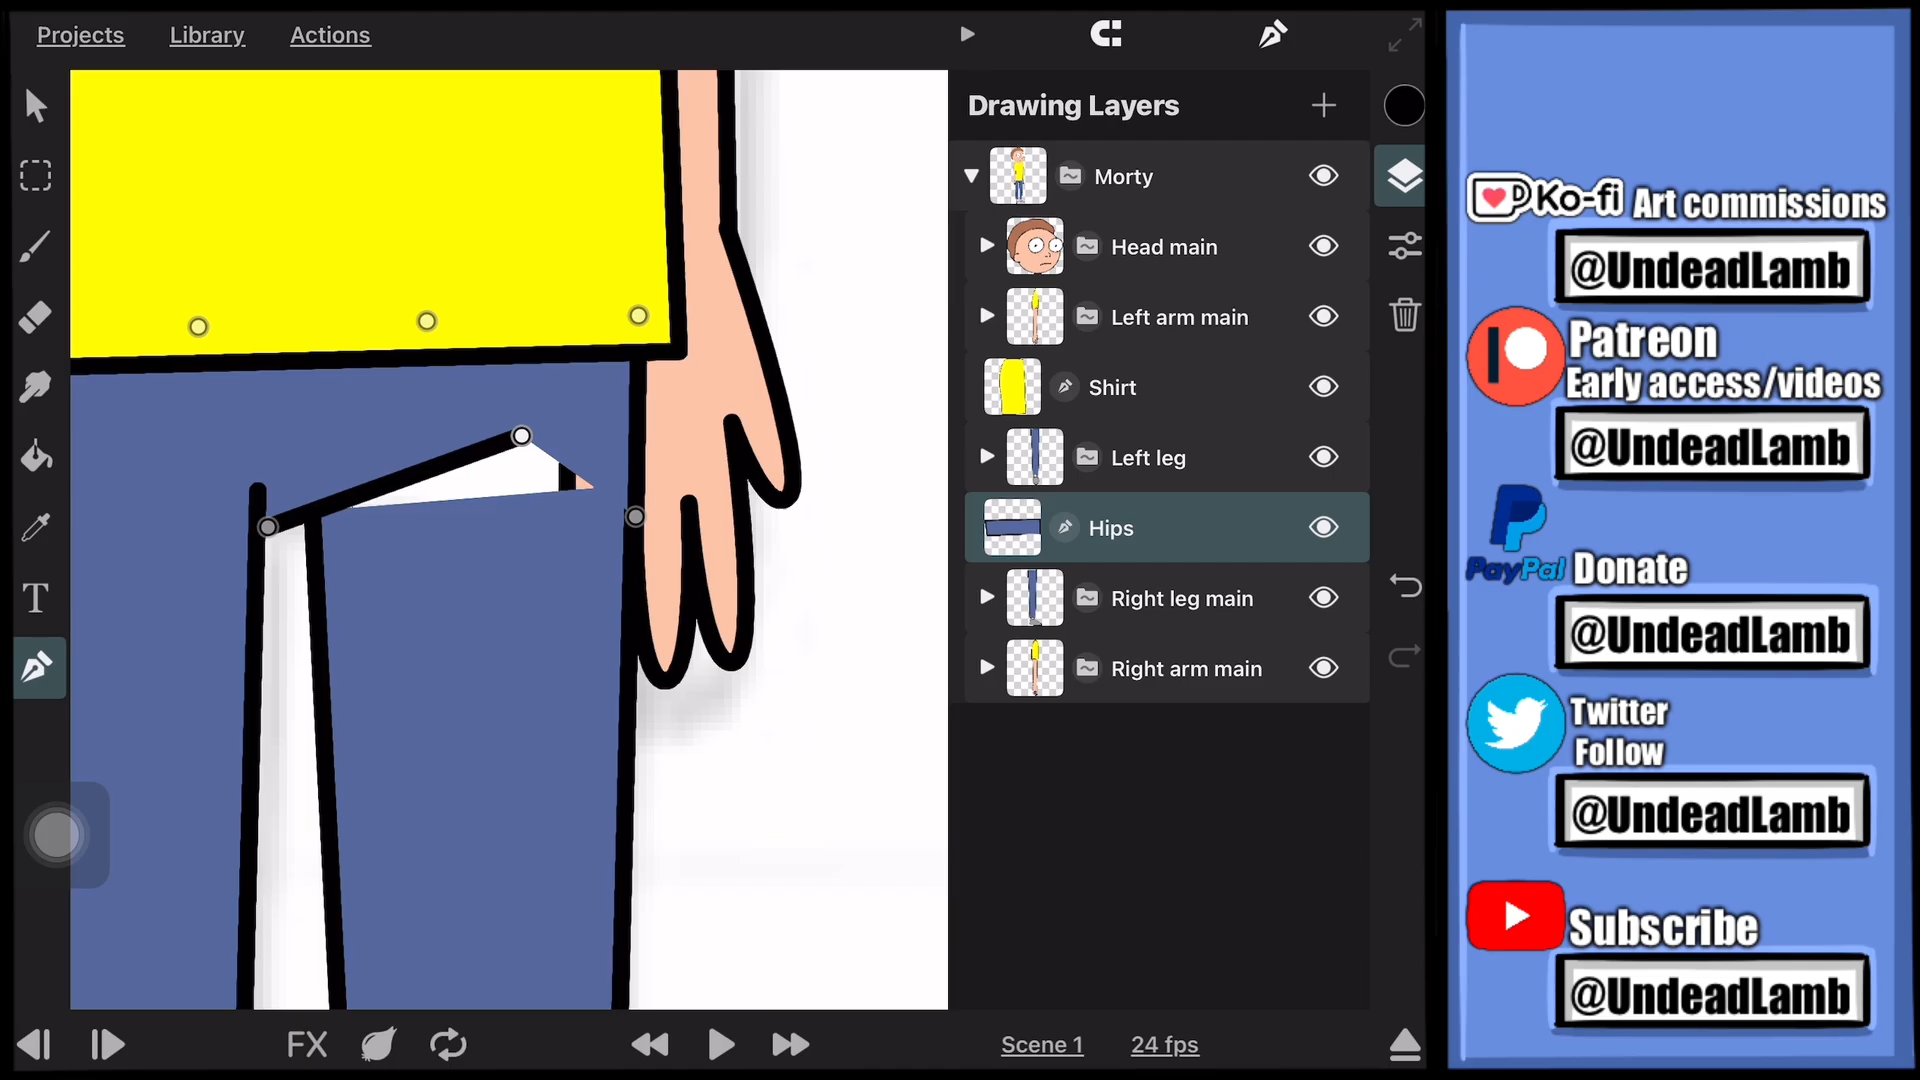 Projects Library Actions
Drawing Layers
Morty
Head main
Left arm main
Shirt
Left leg
Hips
Right leg main
Right arm main
T
FX
Scene 1 24 fps
Ko-fi Art commissions
@UndeadLamb
Patreon
Early access/videos
@UndeadLamb
PayPal Donate
@UndeadLamb
Twitter
Follow
@UndeadLamb
Subscribe
@UndeadLamb